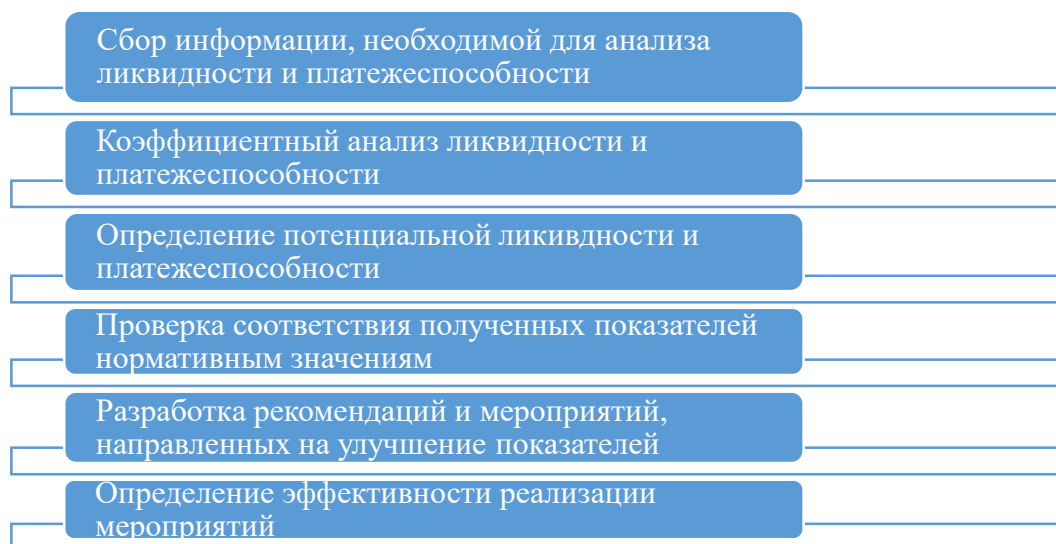 Сбор информации, необходимой для анализа
ликвидности и платежеспособности
Коэффициентный анализ ликвидности и
платежеспособности
Определение потенциальной ликивдности и
платежеспособности
Проверка соответствия полученных показателей
нормативным значениям
Разработка рекомендаций и мероприятий,
направленных на улучшение показателей
Определение эффективности реализации
мероприятий